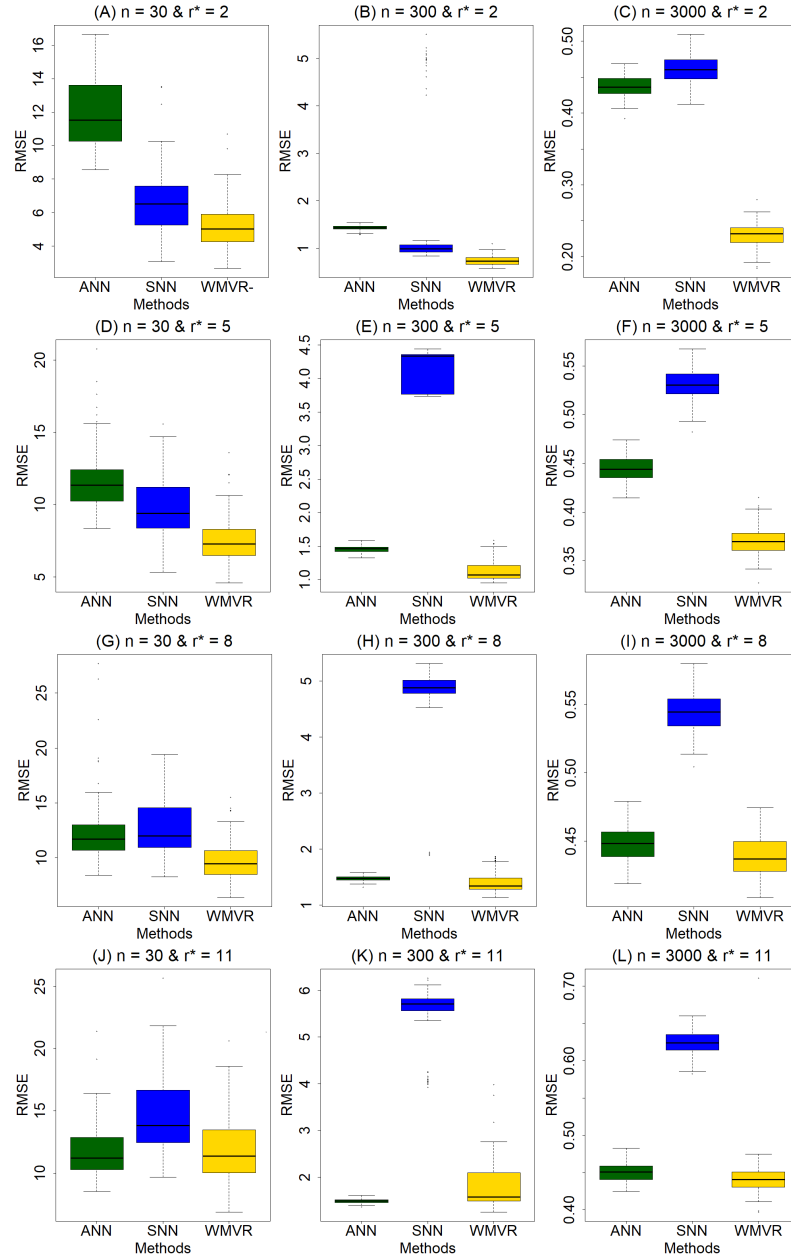 (A) n = 30 & r* = 2
(B) n = 300 & r* = 2
(C) n = 3000 & r* = 2
RMSE
16
14
12
10
8
6
4
ANN
SNN
WMVR-
Methods
RMSE
5
4
3
2
1
ANN
SNN
WMVR
Methods
RMSE
0.50
0.40
0.30
0.20
ANN
SNN
WMVR
Methods
(D) n = 30 & r* = 5
(E) n = 300 & r* = 5
(F) n = 3000 & r* = 5
RMSE
20
15
10
5
ANN
SNN
WMVR
Methods
RMSE
4.5
4.0
3.5
3.0
2.5
2.0
1.5
1.0
ANN
SNN
WMVR
Methods
RMSE
0.55
0.50
0.45
0.40
0.35
ANN
SNN
WMVR
Methods
(G) n = 30 & r* = 8
(H) n = 300 & r* = 8
(I) n = 3000 & r* = 8
RMSE
25
20
15
10
ANN
SNN
WMVR
Methods
RMSE
5
4
3
2
1
ANN
SNN
WMVR
Methods
RMSE
0.55
0.50
0.45
ANN
SNN
WMVR
Methods
(J) n = 30 & r* = 11
(K) n = 300 & r* = 11
(L) n = 3000 & r* = 11
RMSE
25
20
15
10
ANN
SNN
WMVR
Methods
RMSE
6
5
4
3
2
ANN
SNN
WMVR
Methods
RMSE
0.70
0.60
0.50
0.40
ANN
SNN
WMVR
Methods